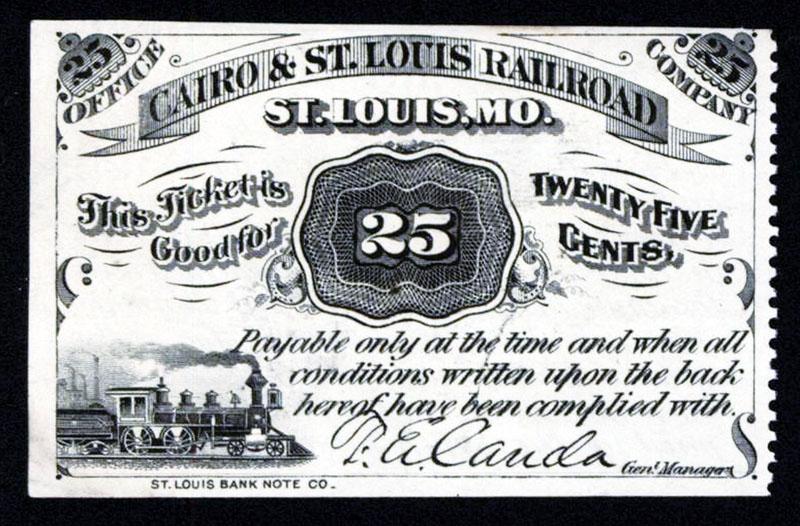 25 25
OFFICE COMPANY
CAIRO & ST. LOUIS RAILROAD
ST. LOUIS, MO.
This Ticket is
Good for
25
TWENTY FIVE
CENTS,
Payable only at the time and when all
conditions written upon the back
hereof have been complied with.
F. E. Canda
Genl. Manager
ST. LOUIS BANK NOTE CO.